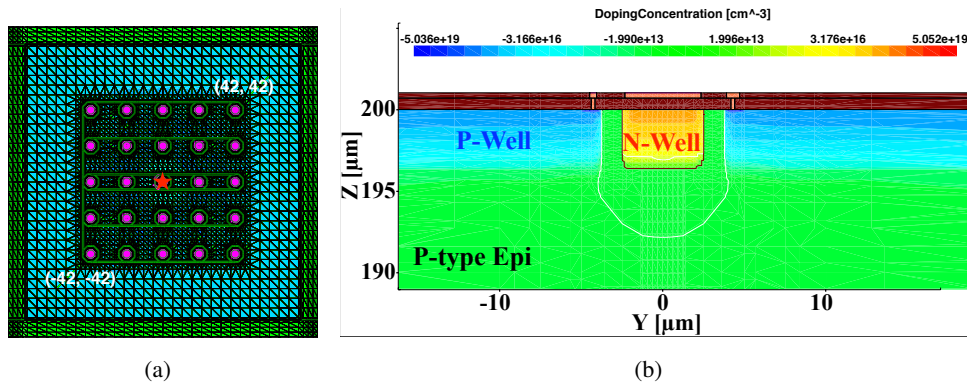 (42, 42)
(-42, -42)
(a)
DopingConcentration [cm^-3]
-5.036e+19 -3.166e+16 -1.990e+13 1.996e+13 3.176e+16 5.052e+19
200
195
190
Z [µm]
P-Well
N-Well
P-type Epi
-10 0 10
Y [µm]
(b)